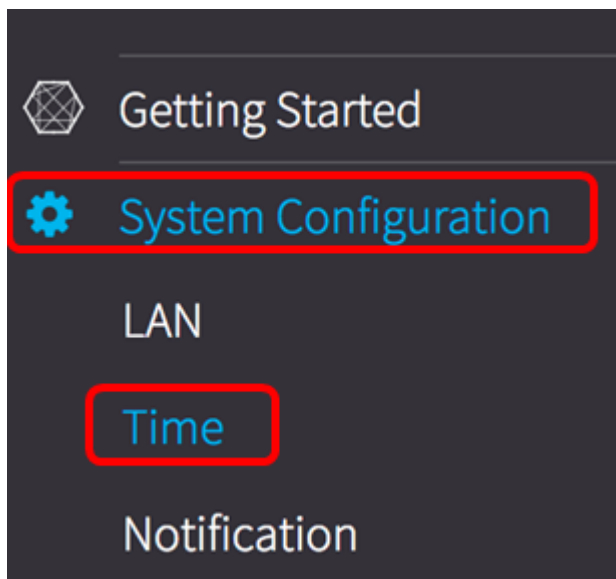 Getting Started
System Configuration
LAN
Time
Notification